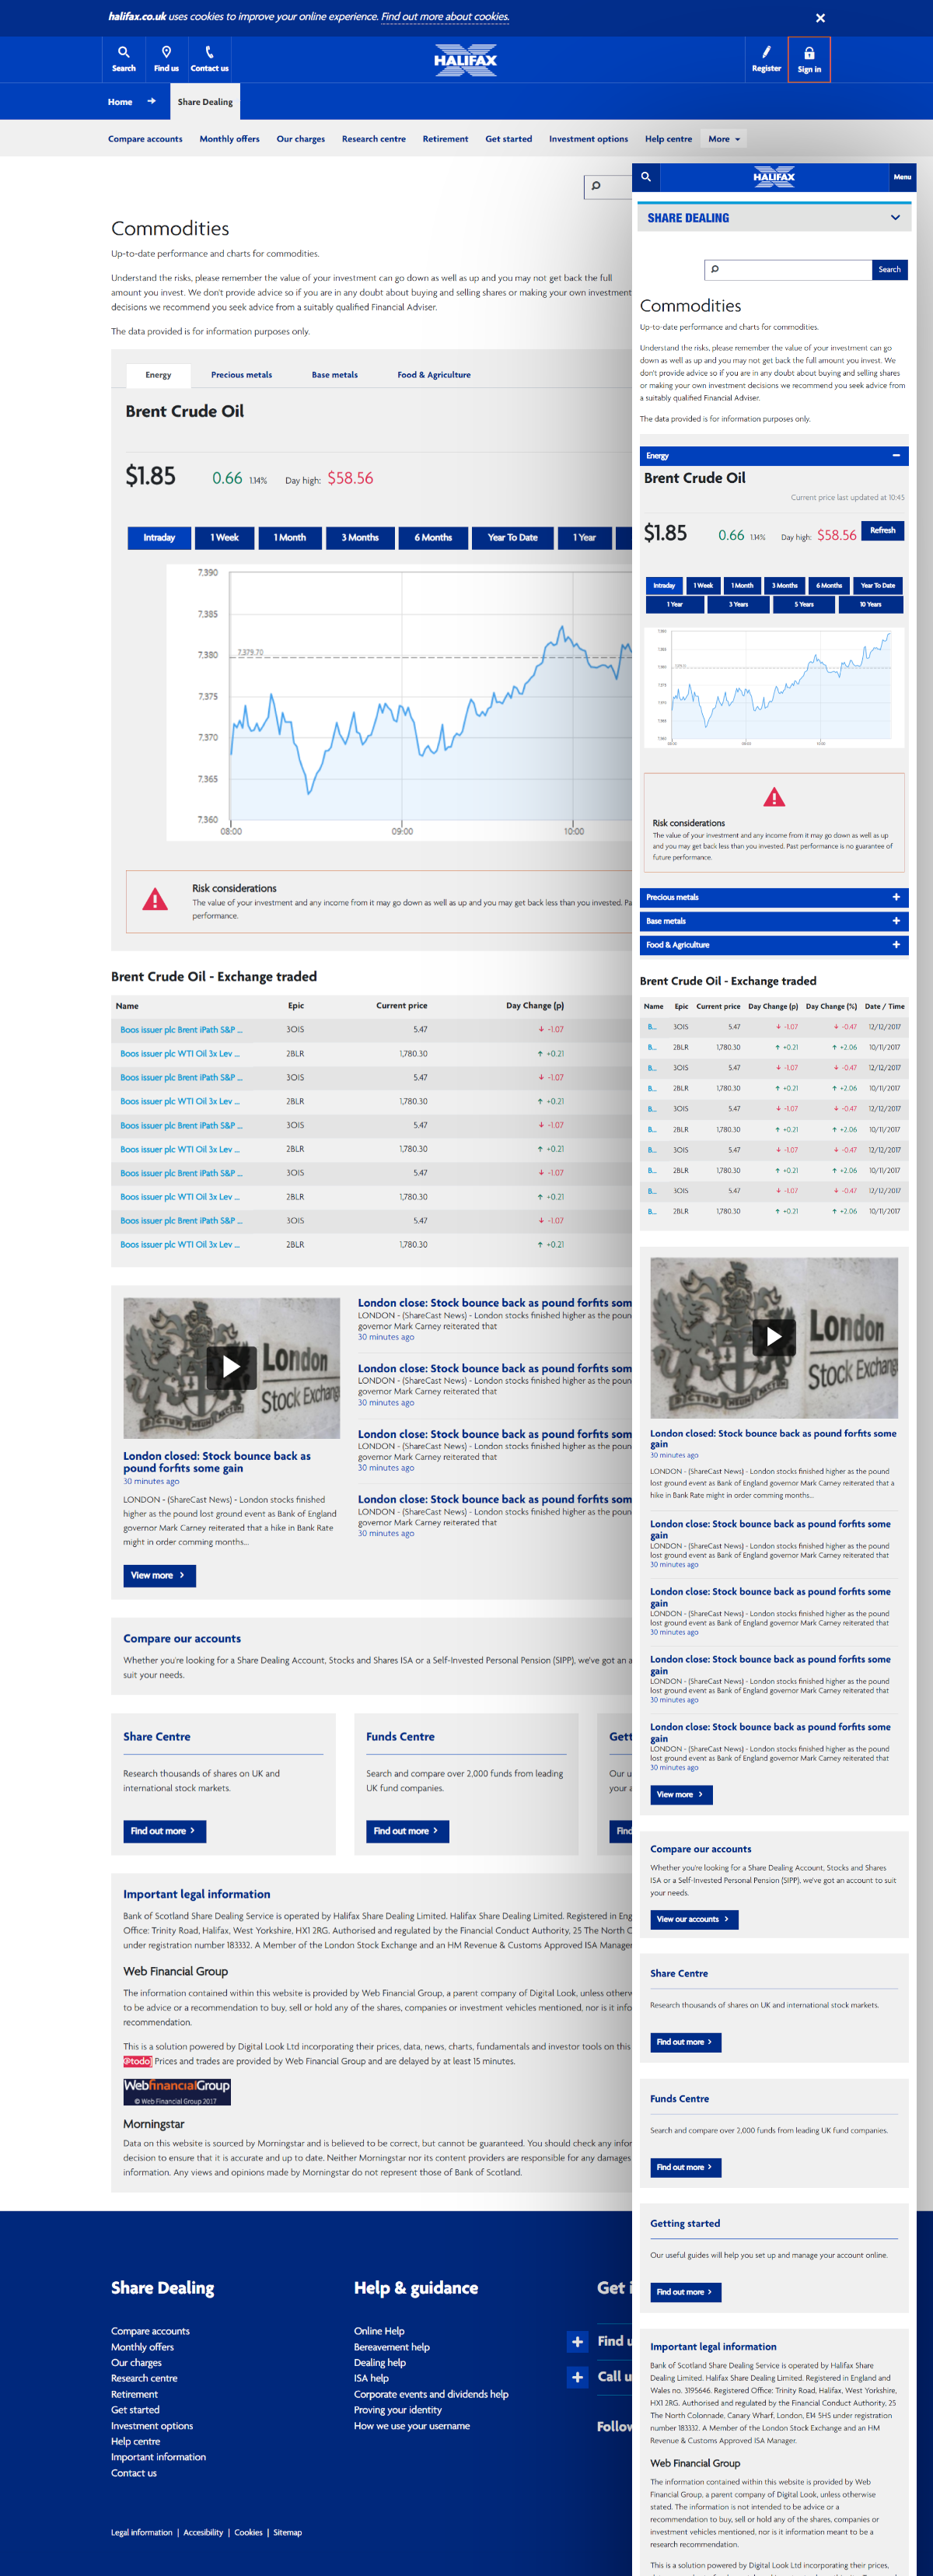 halifax.co.uk uses cookies to improve your online experience. Find out more about cookies.
Search
Find us
Contact us
HALIFAX
Register
Sign in
Home
Share Dealing
Compare accounts
Monthly offers
Our charges
Research centre
Retirement
Get started
Investment options
Help centre
More
Commodities
Up-to-date performance and charts for commodities.
Understand the risks, please remember the value of your investment can go down as well as up and you may not get back the full
amount you invest. We don't provide advice so if you are in any doubt about buying and selling shares or making your own investment
decisions we recommend you seek advice from a suitably qualified Financial Adviser.
The data provided is for information purposes only.
Energy
Precious metals
Base metals
Food & Agriculture
Brent Crude Oil
$1.85 0.66 1.14% Day high: $58.56
Intraday
1 Week
1 Month
3 Months
6 Months
Year To Date
1 Year
7,390
7,385
7,380
7,379.70
7,375
7,370
7,365
7,360
08:00
09:00
10:00
Risk considerations
The value of your investment and any income from it may go down as well as up and you may get back less than you invested. Pa
performance.
Brent Crude Oil - Exchange traded
Name Epic Current price Day Change (p)
Boos issuer plc Brent iPath S&P ... 3OIS 5.47 -1.07
Boos issuer plc WTI Oil 3x Lev ... 2BLR 1,780.30 +0.21
Boos issuer plc Brent iPath S&P ... 3OIS 5.47 -1.07
Boos issuer plc WTI Oil 3x Lev ... 2BLR 1,780.30 +0.21
Boos issuer plc Brent iPath S&P ... 3OIS 5.47 -1.07
Boos issuer plc WTI Oil 3x Lev ... 2BLR 1,780.30 +0.21
Boos issuer plc Brent iPath S&P ... 3OIS 5.47 -1.07
Boos issuer plc WTI Oil 3x Lev ... 2BLR 1,780.30 +0.21
Boos issuer plc Brent iPath S&P ... 3OIS 5.47 -1.07
Boos issuer plc WTI Oil 3x Lev ... 2BLR 1,780.30 +0.21
London
Stock Exchang
London closed: Stock bounce back as
pound forfits some gain
30 minutes ago
LONDON - (ShareCast News) - London stocks finished
higher as the pound lost ground event as Bank of England
governor Mark Carney reiterated that a hike in Bank Rate
might in order comming months...
View more
London close: Stock bounce back as pound forfits som
LONDON - (ShareCast News) - London stocks finished higher as the poun
governor Mark Carney reiterated that
30 minutes ago
London close: Stock bounce back as pound forfits som
LONDON - (ShareCast News) - London stocks finished higher as the poun
governor Mark Carney reiterated that
30 minutes ago
London close: Stock bounce back as pound forfits som
LONDON - (ShareCast News) - London stocks finished higher as the poun
governor Mark Carney reiterated that
30 minutes ago
London close: Stock bounce back as pound forfits som
LONDON - (ShareCast News) - London stocks finished higher as the poun
governor Mark Carney reiterated that
30 minutes ago
Compare our accounts
Whether you're looking for a Share Dealing Account, Stocks and Shares ISA or a Self-Invested Personal Pension (SIPP), we've got an a
suit your needs.
Share Centre
Research thousands of shares on UK and
international stock markets.
Find out more
Funds Centre
Search and compare over 2,000 funds from leading
UK fund companies.
Find out more
Gett
Our u
your a
Find
Important legal information
Bank of Scotland Share Dealing Service is operated by Halifax Share Dealing Limited. Halifax Share Dealing Limited. Registered in Eng
Office: Trinity Road, Halifax, West Yorkshire, HX1 2RG. Authorised and regulated by the Financial Conduct Authority, 25 The North C
under registration number 183332. A Member of the London Stock Exchange and an HM Revenue & Customs Approved ISA Manager
Web Financial Group
The information contained within this website is provided by Web Financial Group, a parent company of Digital Look, unless otherw
to be advice or a recommendation to buy, sell or hold any of the shares, companies or investment vehicles mentioned, nor is it info
recommendation.
This is a solution powered by Digital Look Ltd incorporating their prices, data, news, charts, fundamentals and investor tools on this
@todo] Prices and trades are provided by Web Financial Group and are delayed by at least 15 minutes.
WebfinancialGroup
© Web Financial Group 2017
Morningstar
Data on this website is sourced by Morningstar and is believed to be correct, but cannot be guaranteed. You should check any infor
decision to ensure that it is accurate and up to date. Neither Morningstar nor its content providers are responsible for any damages
information. Any views and opinions made by Morningstar do not represent those of Bank of Scotland.
Share Dealing
Compare accounts
Monthly offers
Our charges
Research centre
Retirement
Get started
Investment options
Help centre
Important information
Contact us
Help & guidance
Online Help
Bereavement help
Dealing help
ISA help
Corporate events and dividends help
Proving your identity
How we use your username
Get i
Find u
Call u
Follow
Legal information | Accesibility | Cookies | Sitemap
HALIFAX
Menu
SHARE DEALING
Search
Commodities
Up-to-date performance and charts for commodities.
Understand the risks, please remember the value of your investment can go
down as well as up and you may not get back the full amount you invest. We
don't provide advice so if you are in any doubt about buying and selling shares
or making your own investment decisions we recommend you seek advice from
a suitably qualified Financial Adviser.
The data provided is for information purposes only.
Energy
Brent Crude Oil
Current price last updated at 10:45
$1.85 0.66 1.14% Day high: $58.56 Refresh
Intraday
1 Week
1 Month
3 Months
6 Months
Year To Date
1 Year
3 Years
5 Years
10 Years
Risk considerations
The value of your investment and any income from it may go down as well as up
and you may get back less than you invested. Past performance is no guarantee of
future performance.
Precious metals
Base metals
Food & Agriculture
Brent Crude Oil - Exchange traded
Name Epic Current price Day Change (p) Day Change (%) Date / Time
B... 3OIS 5.47 -1.07 -0.47 12/12/2017
B... 2BLR 1,780.30 +0.21 +2.06 10/11/2017
B... 3OIS 5.47 -1.07 -0.47 12/12/2017
B... 2BLR 1,780.30 +0.21 +2.06 10/11/2017
B... 3OIS 5.47 -1.07 -0.47 12/12/2017
B... 2BLR 1,780.30 +0.21 +2.06 10/11/2017
B... 3OIS 5.47 -1.07 -0.47 12/12/2017
B... 2BLR 1,780.30 +0.21 +2.06 10/11/2017
B... 3OIS 5.47 -1.07 -0.47 12/12/2017
B... 2BLR 1,780.30 +0.21 +2.06 10/11/2017
London
Stock Exchang
London closed: Stock bounce back as pound forfits some
gain
30 minutes ago
LONDON - (ShareCast News) - London stocks finished higher as the pound
lost ground event as Bank of England governor Mark Carney reiterated that a
hike in Bank Rate might in order comming months...
London close: Stock bounce back as pound forfits some
gain
LONDON - (ShareCast News) - London stocks finished higher as the pound
lost ground event as Bank of England governor Mark Carney reiterated that
30 minutes ago
London close: Stock bounce back as pound forfits some
gain
LONDON - (ShareCast News) - London stocks finished higher as the pound
lost ground event as Bank of England governor Mark Carney reiterated that
30 minutes ago
London close: Stock bounce back as pound forfits some
gain
LONDON - (ShareCast News) - London stocks finished higher as the pound
lost ground event as Bank of England governor Mark Carney reiterated that
30 minutes ago
London close: Stock bounce back as pound forfits some
gain
LONDON - (ShareCast News) - London stocks finished higher as the pound
lost ground event as Bank of England governor Mark Carney reiterated that
30 minutes ago
View more
Compare our accounts
Whether you're looking for a Share Dealing Account, Stocks and Shares
ISA or a Self-Invested Personal Pension (SIPP), we've got an account to suit
your needs.
View our accounts
Share Centre
Research thousands of shares on UK and international stock markets.
Find out more
Funds Centre
Search and compare over 2,000 funds from leading UK fund companies.
Find out more
Getting started
Our useful guides will help you set up and manage your account online.
Find out more
Important legal information
Bank of Scotland Share Dealing Service is operated by Halifax Share
Dealing Limited. Halifax Share Dealing Limited. Registered in England and
Wales no. 3195646. Registered Office: Trinity Road, Halifax, West Yorkshire,
HX1 2RG. Authorised and regulated by the Financial Conduct Authority, 25
The North Colonnade, Canary Wharf, London, E14 5HS under registration
number 183332. A Member of the London Stock Exchange and an HM
Revenue & Customs Approved ISA Manager.
Web Financial Group
The information contained within this website is provided by Web
Financial Group, a parent company of Digital Look, unless otherwise
stated. The information is not intended to be advice or a
recommendation to buy, sell or hold any of the shares, companies or
investment vehicles mentioned, nor is it information meant to be a
research recommendation.
This is a solution powered by Digital Look Ltd incorporating their prices,